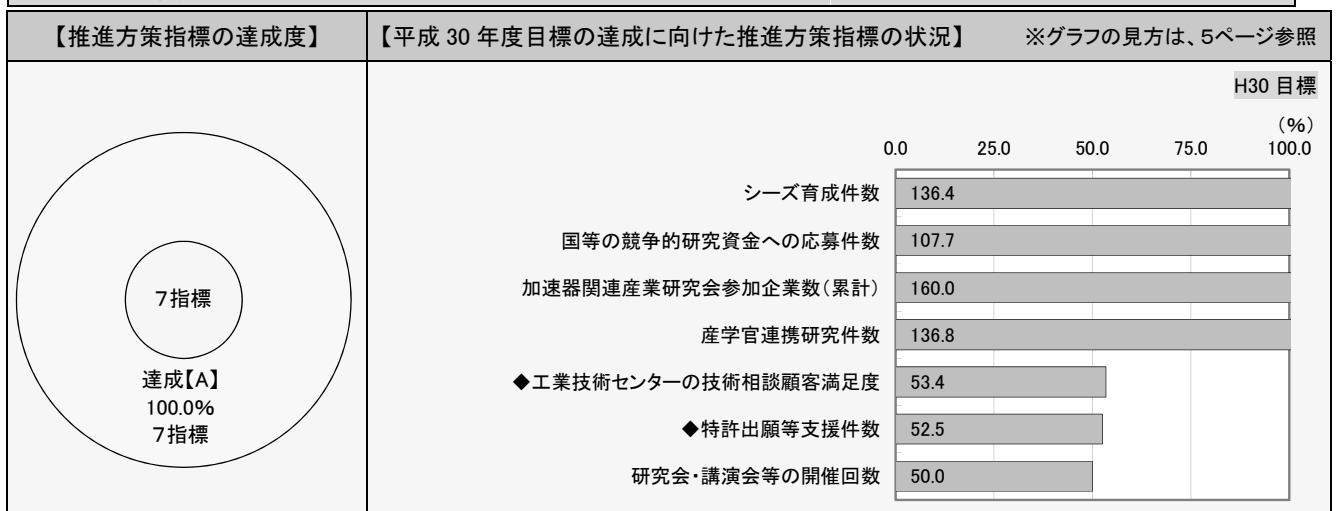 【推進方策指標の達成度】
【平成 30 年度目標の達成に向けた推進方策指標の状況】 ※グラフの見方は、5ページ参照
7指標
達成【A】
100.0%
7指標
H30 目標
(%)
0.0 25.0 50.0 75.0 100.0
シーズ育成件数 136.4
国等の競争的研究資金への応募件数 107.7
加速器関連産業研究会参加企業数(累計) 160.0
産学官連携研究件数 136.8
◆工業技術センターの技術相談顧客満足度 53.4
◆特許出願等支援件数 52.5
研究会・講演会等の開催回数 50.0